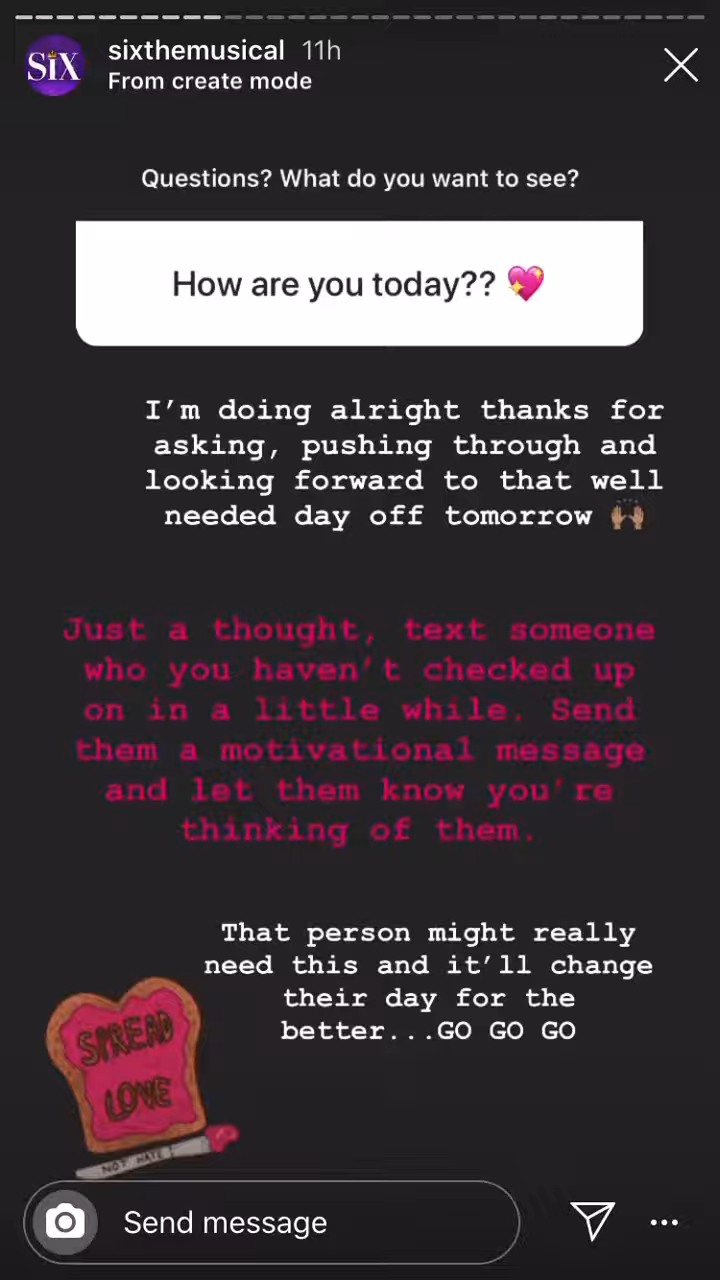 SIX
sixthemusical 11h
From create mode
Questions? What do you want to see?
How are you today?? 💖
I'm doing alright thanks for
asking, pushing through and
looking forward to that well
needed day off tomorrow 🙌🏽
Just a thought, text someone
who you haven't checked up
on in a little while. Send
them a motivational message
and let them know you're
thinking of them.
That person might really
need this and it'll change
their day for the
better...GO GO GO
SPREAD
LOVE
NOT HATE!
Send message